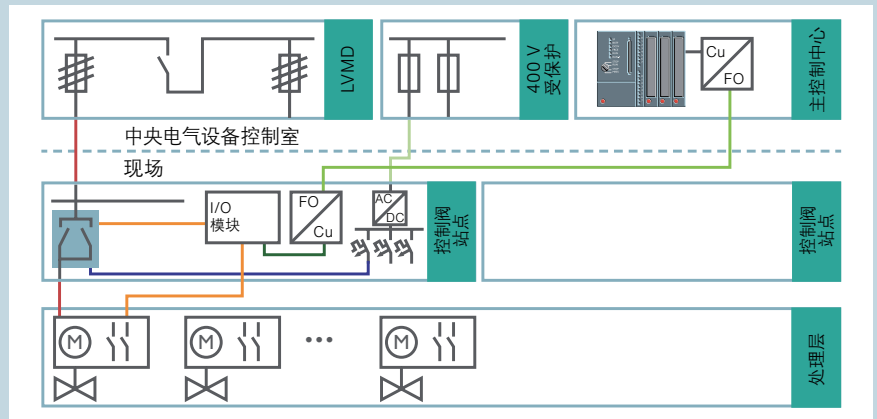 LVMD
400 V
受保护
Cu
FO
主控制中心
中央电气设备控制室
现场
I/O
模块
FO
Cu
AC
DC
控制阀
站点
控制阀
站点
M
M
...
M
处理层